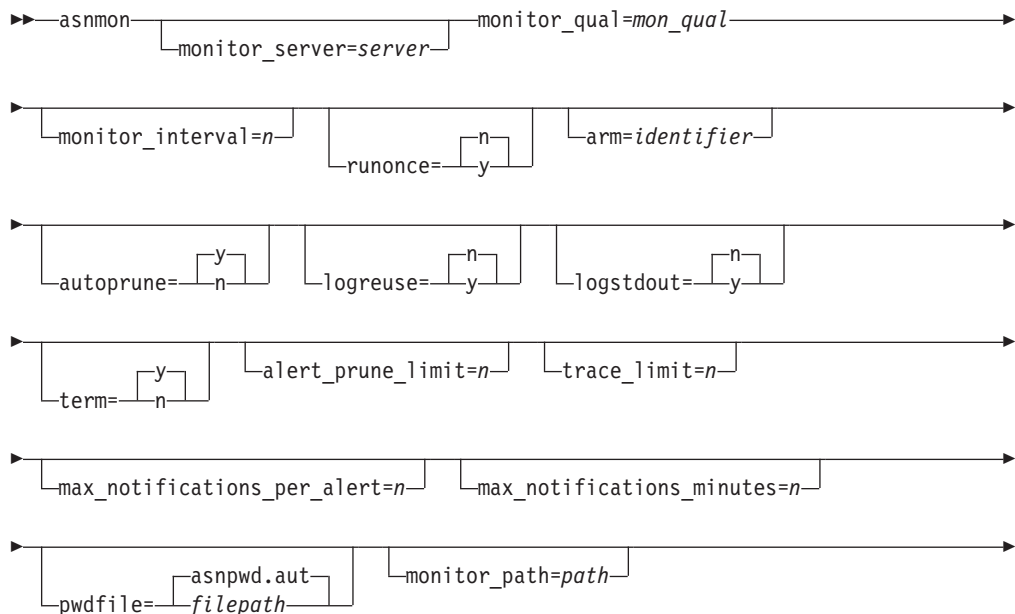 asnmon monitor_server=server monitor_qual=mon_qual
monitor_interval=n runonce= n y arm=identifier
autoprune= y n logreuse= n y logstdout= n y
term= y n alert_prune_limit=n trace_limit=n
max_notifications_per_alert=n max_notifications_minutes=n
pwdfile= asnpwd.aut filepath monitor_path=path